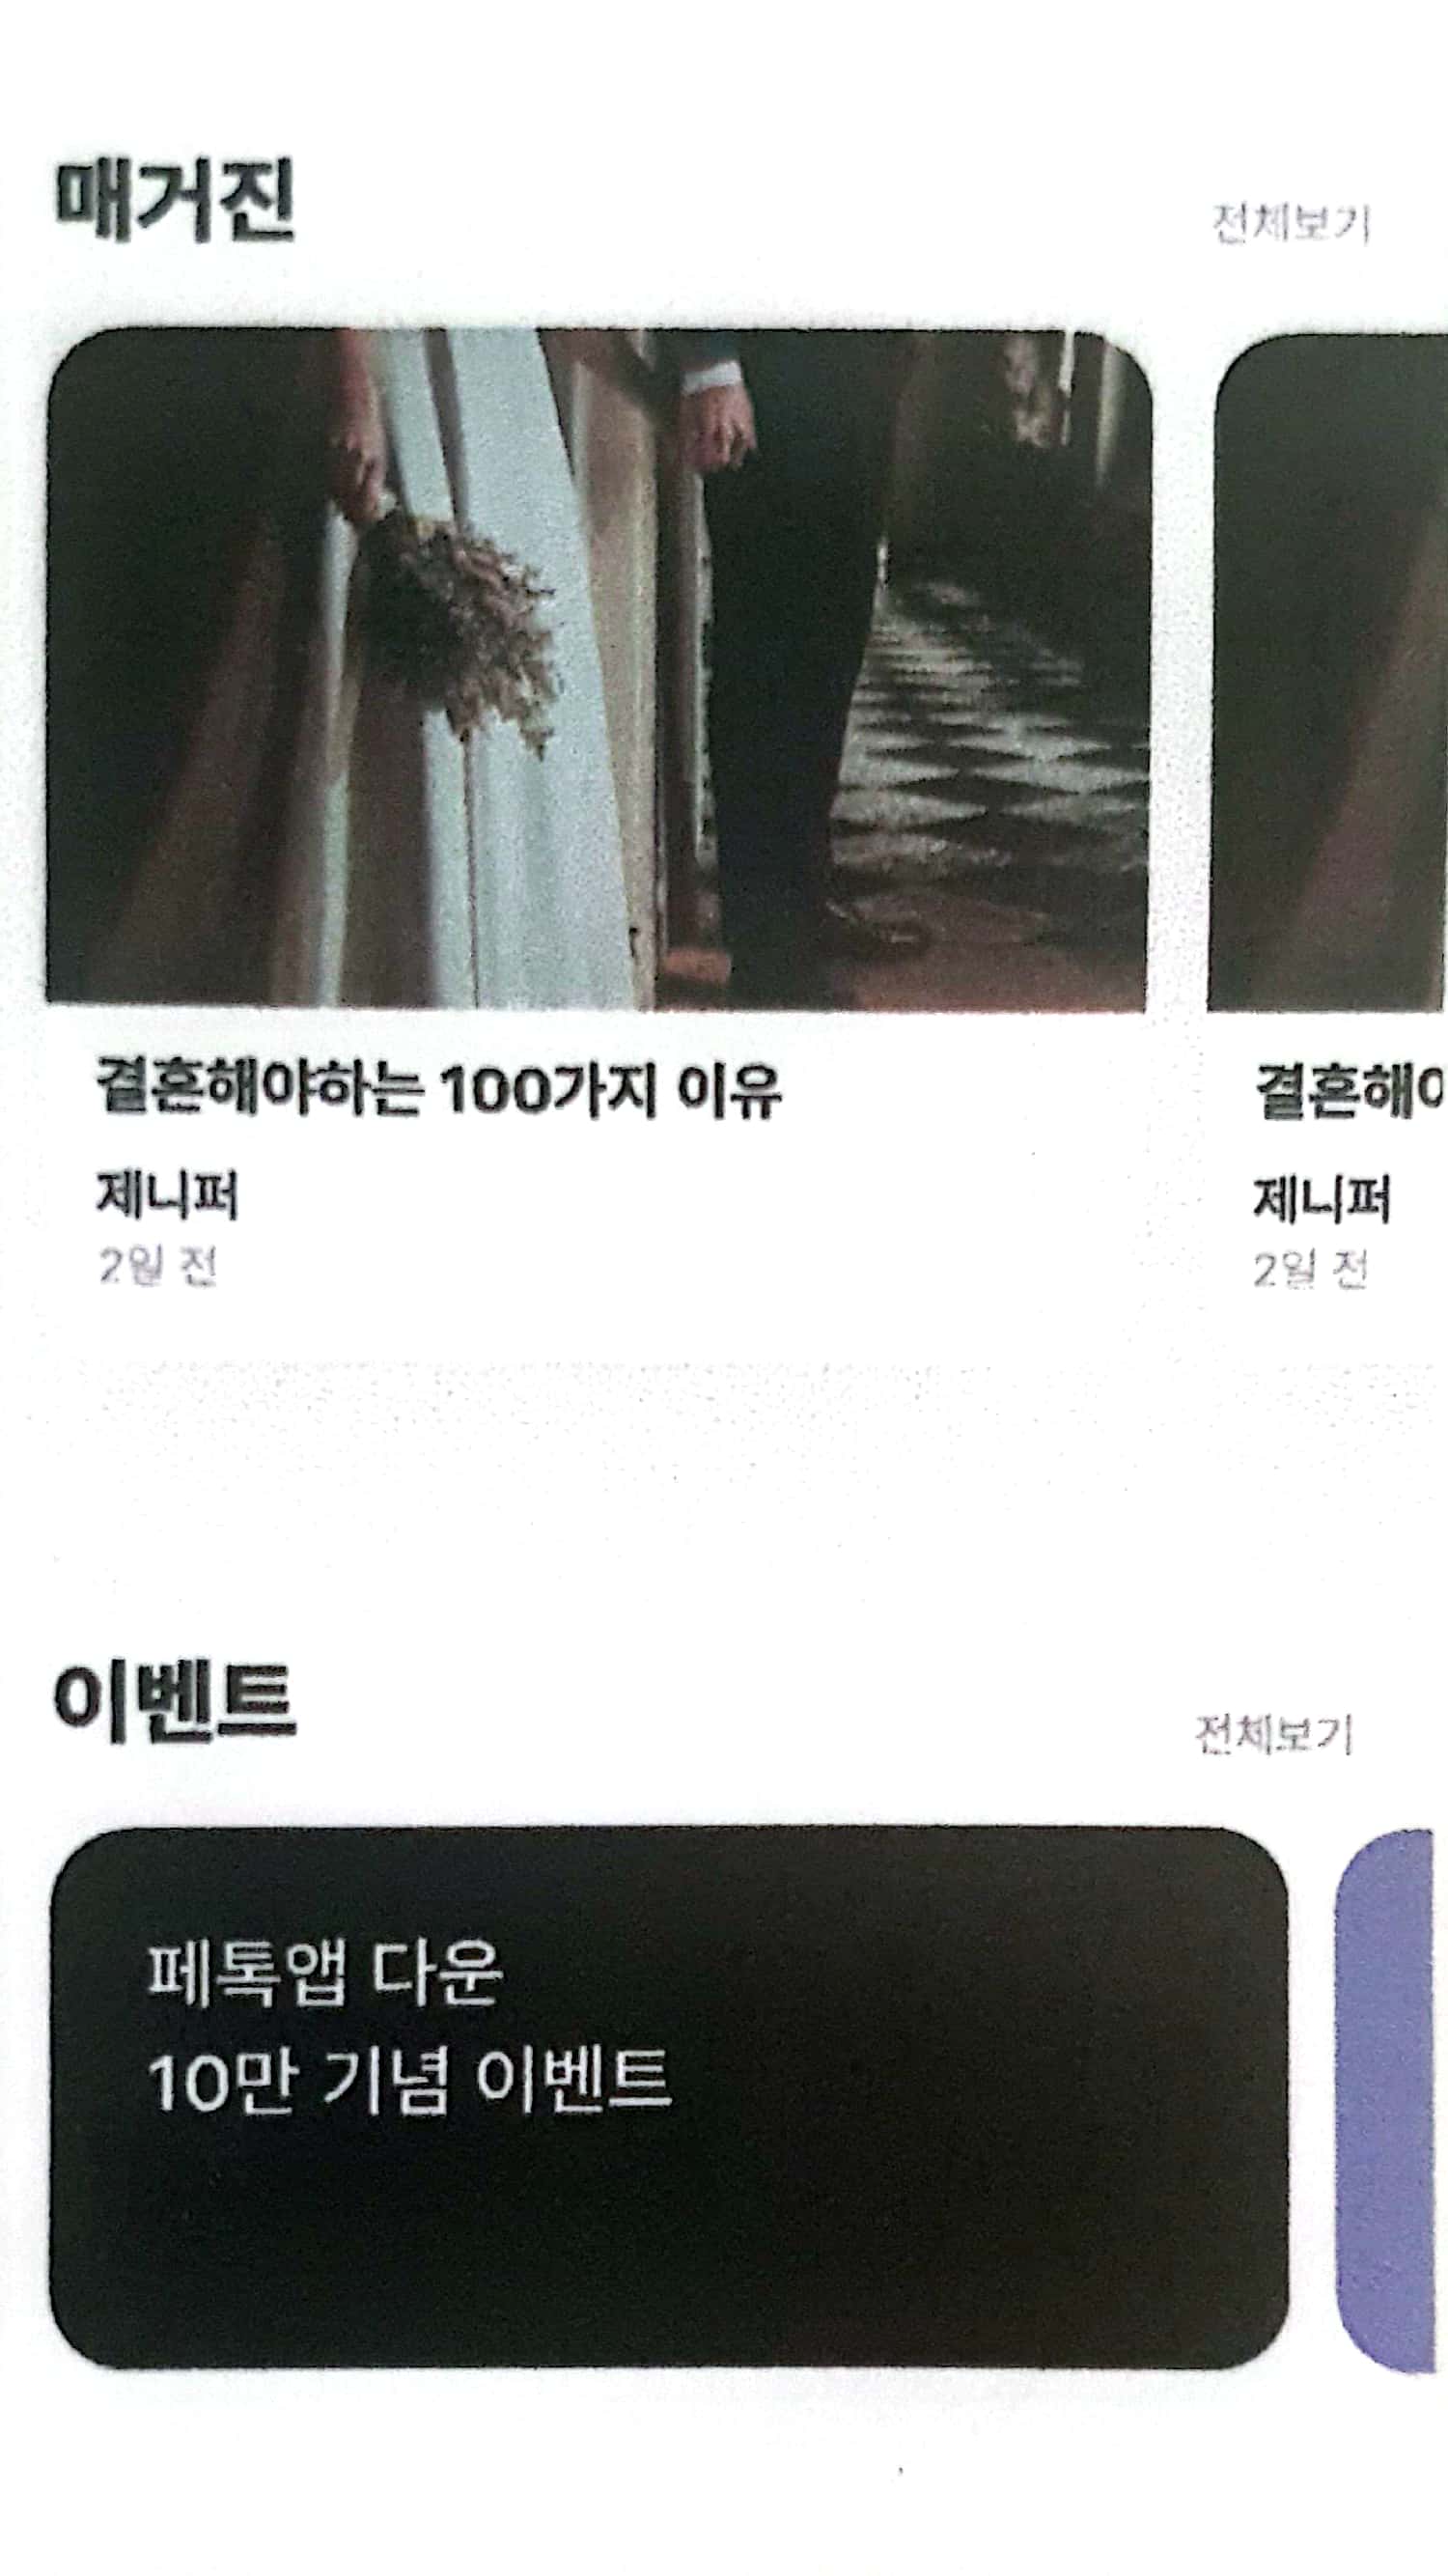 매거진
전체보기
결혼해야하는 100가지 이유
제니퍼
2일 전
결혼해
제니퍼
2일 전
이벤트
전체보기
페톡앱 다운
10만 기념 이벤트